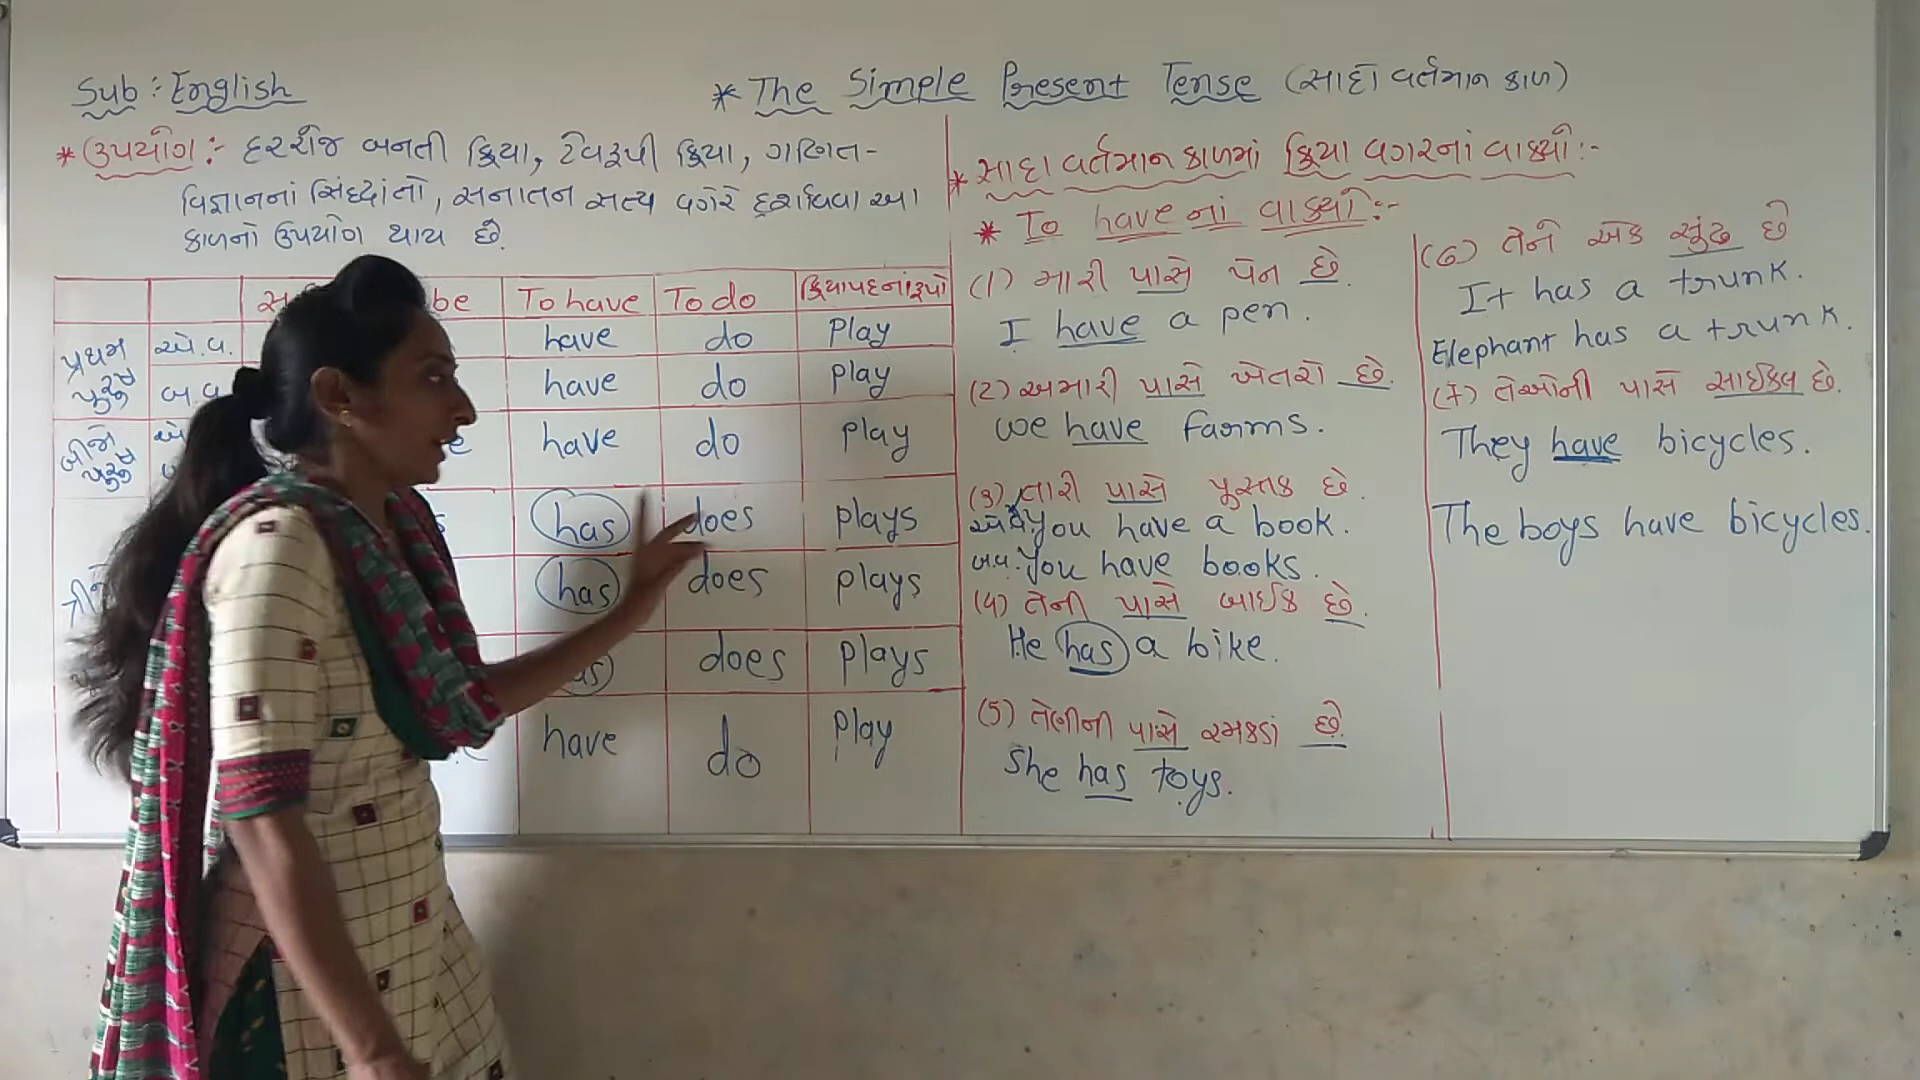 Sub : English
* The Simple Present Tense (સાદો વર્તમાન કાળ)
* ઉપયોગ :- દરરોજ બનતી ક્રિયા, ટેવરૂપી ક્રિયા, ગણિત-
વિજ્ઞાનનાં સિદ્ધાંતો, સનાતન સત્ય વગેરે દર્શાવવા આ
કાળનો ઉપયોગ થાય છે.
be To have To do ક્રિયાપદનાં રૂપો
પ્રથમ પુરુષ એ.વ. have do Play
બ.વ. have do play
બીજો પુરુષ have do play
has does plays
has does plays
does plays
have do play
* સાદા વર્તમાન કાળમાં ક્રિયા વગરનાં વાક્યો :-
* To have નાં વાક્યો :-
(1) મારી પાસે પેન છે.
I have a pen.
(2) અમારી પાસે ખેતરો છે.
We have farms.
(3) તારી પાસે પુસ્તક છે.
એ.વ. You have a book.
બ.વ. You have books.
(4) તેની પાસે બાઈક છે.
He has a bike.
(5) તેણીની પાસે રમકડાં છે.
She has toys.
(6) તેને એક સૂંઢ છે
It has a trunk.
Elephant has a trunk.
(7) તેઓની પાસે સાઈકલ છે.
They have bicycles.
The boys have bicycles.